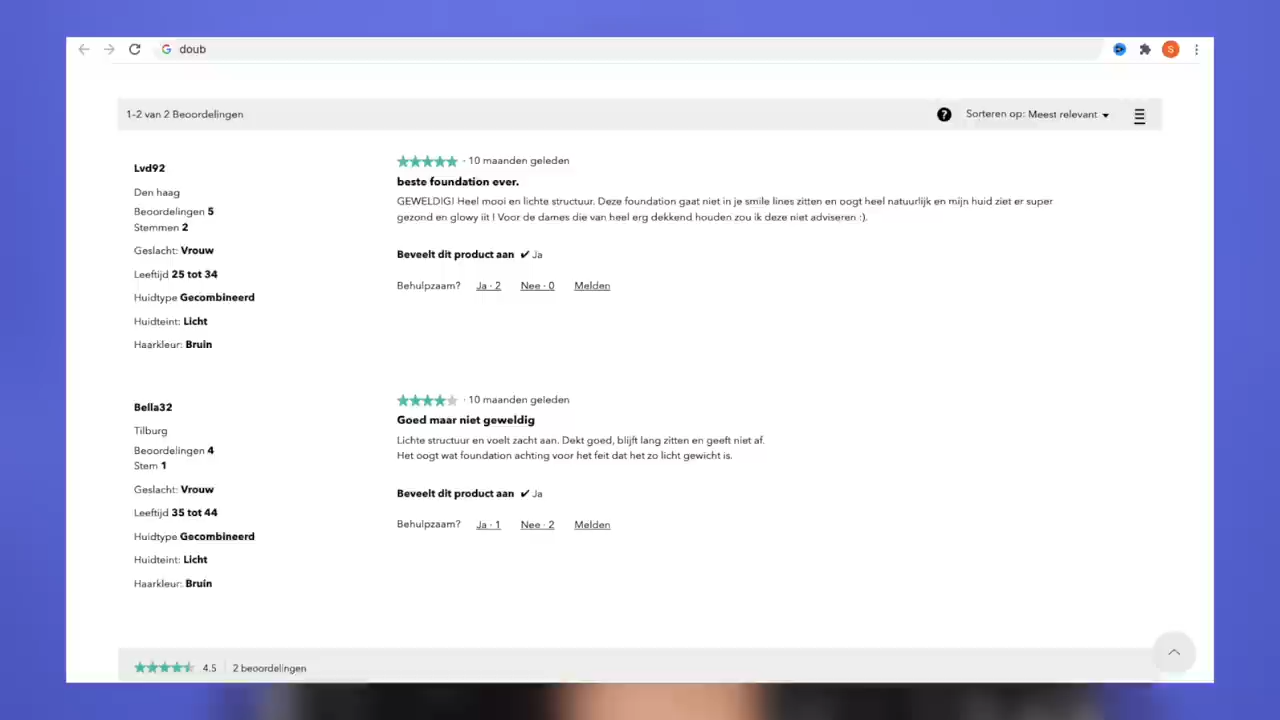 doub
S
1-2 van 2 Beoordelingen
? Sorteren op: Meest relevant
Lvd92
Den haag
Beoordelingen 5
Stemmen 2
Geslacht: Vrouw
Leeftijd 25 tot 34
Huidtype Gecombineerd
Huidteint: Licht
Haarkleur: Bruin
· 10 maanden geleden
beste foundation ever.
GEWELDIG! Heel mooi en lichte structuur. Deze foundation gaat niet in je smile lines zitten en oogt heel natuurlijk en mijn huid ziet er super
gezond en glowy iit ! Voor de dames die van heel erg dekkend houden zou ik deze niet adviseren :).
Beveelt dit product aan ✔ Ja
Behulpzaam? Ja · 2 Nee · 0 Melden
Bella32
Tilburg
Beoordelingen 4
Stem 1
Geslacht: Vrouw
Leeftijd 35 tot 44
Huidtype Gecombineerd
Huidteint: Licht
Haarkleur: Bruin
· 10 maanden geleden
Goed maar niet geweldig
Lichte structuur en voelt zacht aan. Dekt goed, blijft lang zitten en geeft niet af.
Het oogt wat foundation achting voor het feit dat het zo licht gewicht is.
Beveelt dit product aan ✔ Ja
Behulpzaam? Ja · 1 Nee · 2 Melden
4.5 2 beoordelingen